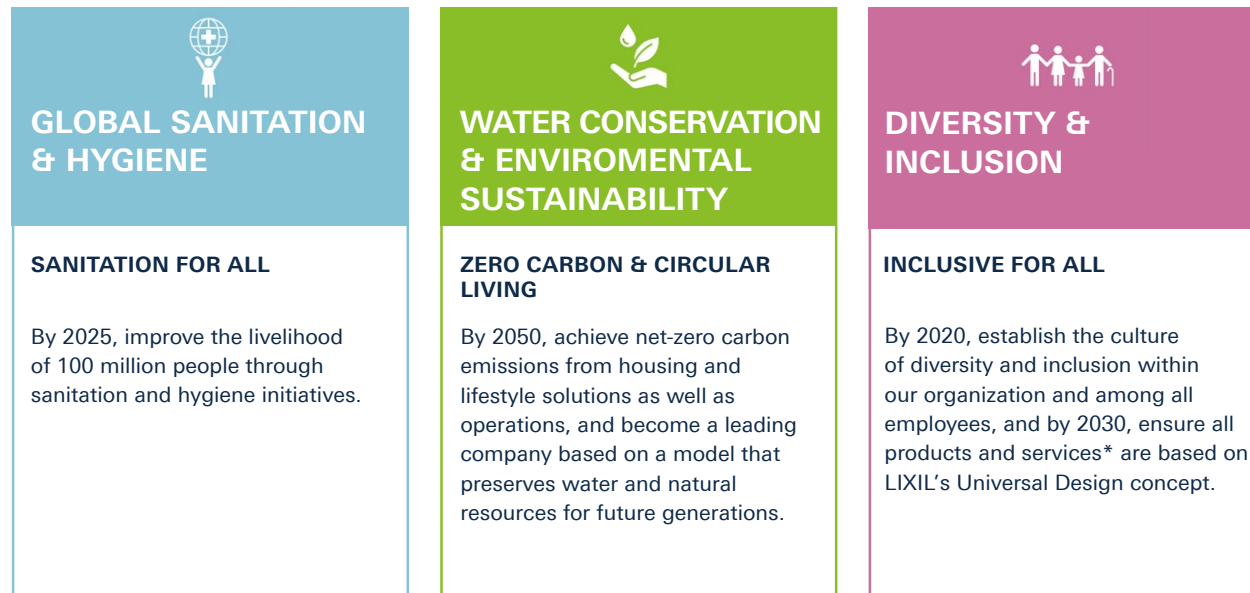 GLOBAL SANITATION
& HYGIENE
SANITATION FOR ALL
By 2025, improve the livelihood
of 100 million people through
sanitation and hygiene initiatives.
WATER CONSERVATION
& ENVIROMENTAL
SUSTAINABILITY
ZERO CARBON & CIRCULAR
LIVING
By 2050, achieve net-zero carbon
emissions from housing and
lifestyle solutions as well as
operations, and become a leading
company based on a model that
preserves water and natural
resources for future generations.
DIVERSITY &
INCLUSION
INCLUSIVE FOR ALL
By 2020, establish the culture
of diversity and inclusion within
our organization and among all
employees, and by 2030, ensure all
products and services* are based on
LIXIL’s Universal Design concept.